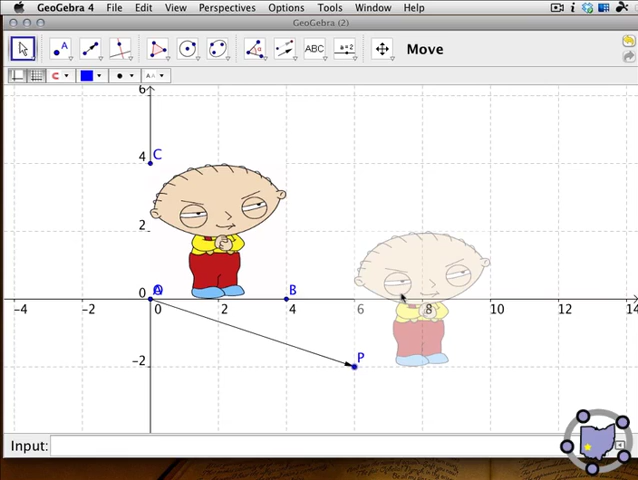 GeoGebra 4 File Edit View Perspectives Options Tools Window Help
GeoGebra (2)
A ABC a=2 Move
A A
6
C
4
2
0 A B
-4 -2 0 2 4 6 8 10 12 14
-2 P
Input: